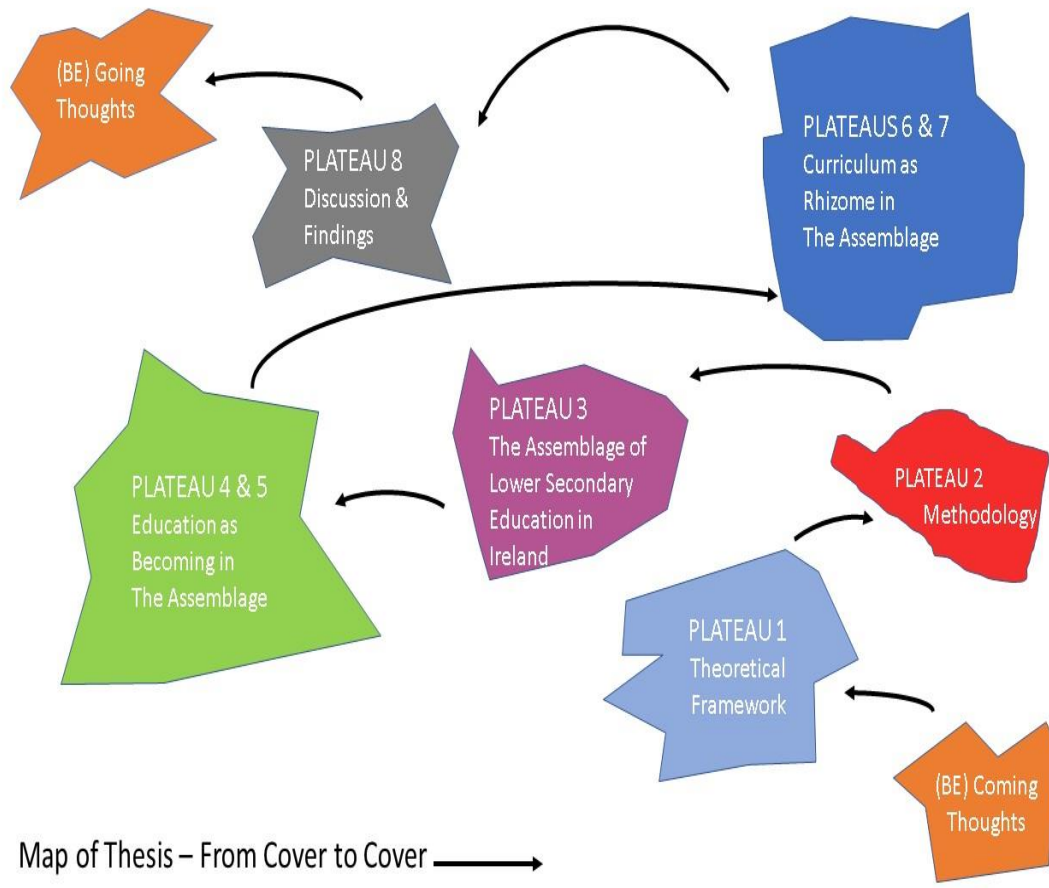 (BE) Going
Thoughts
PLATEAU 8
Discussion &
Findings
PLATEAUS 6 & 7
Curriculum as
Rhizome in
The Assemblage
PLATEAU 4 & 5
Education as
Becoming in
The Assemblage
PLATEAU 3
The Assemblage of
Lower Secondary
Education in
Ireland
PLATEAU 2
Methodology
PLATEAU 1
Theoretical
Framework
(BE) Coming
Thoughts
Map of Thesis – From Cover to Cover